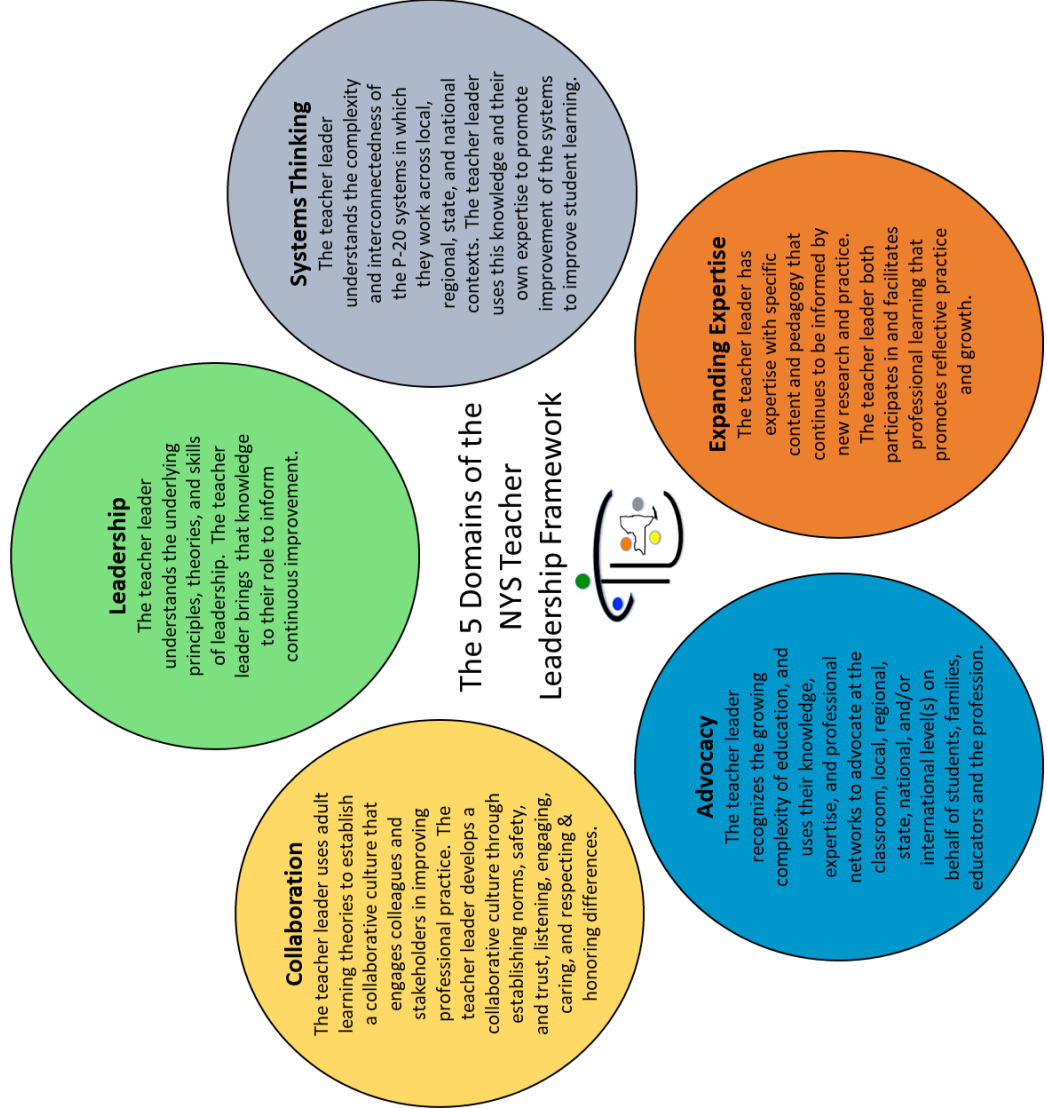 Leadership
The teacher leader
understands the underlying
principles, theories, and skills
of leadership. The teacher
leader brings that knowledge
to their role to inform
continuous improvement.
Collaboration
The teacher leader uses adult
learning theories to establish
a collaborative culture that
engages colleagues and
stakeholders in improving
professional practice. The
teacher leader develops a
collaborative culture through
establishing norms, safety,
and trust, listening, engaging,
caring, and respecting &
honoring differences.
Systems Thinking
The teacher leader
understands the complexity
and interconnectedness of
the P-20 systems in which
they work across local,
regional, state, and national
contexts. The teacher leader
uses this knowledge and their
own expertise to promote
improvement of the systems
to improve student learning.
The 5 Domains of the
NYS Teacher
Leadership Framework
Advocacy
The teacher leader
recognizes the growing
complexity of education, and
uses their knowledge,
expertise, and professional
networks to advocate at the
classroom, local, regional,
state, national, and/or
international level(s) on
behalf of students, families,
educators and the profession.
Expanding Expertise
The teacher leader has
expertise with specific
content and pedagogy that
continues to be informed by
new research and practice.
The teacher leader both
participates in and facilitates
professional learning that
promotes reflective practice
and growth.